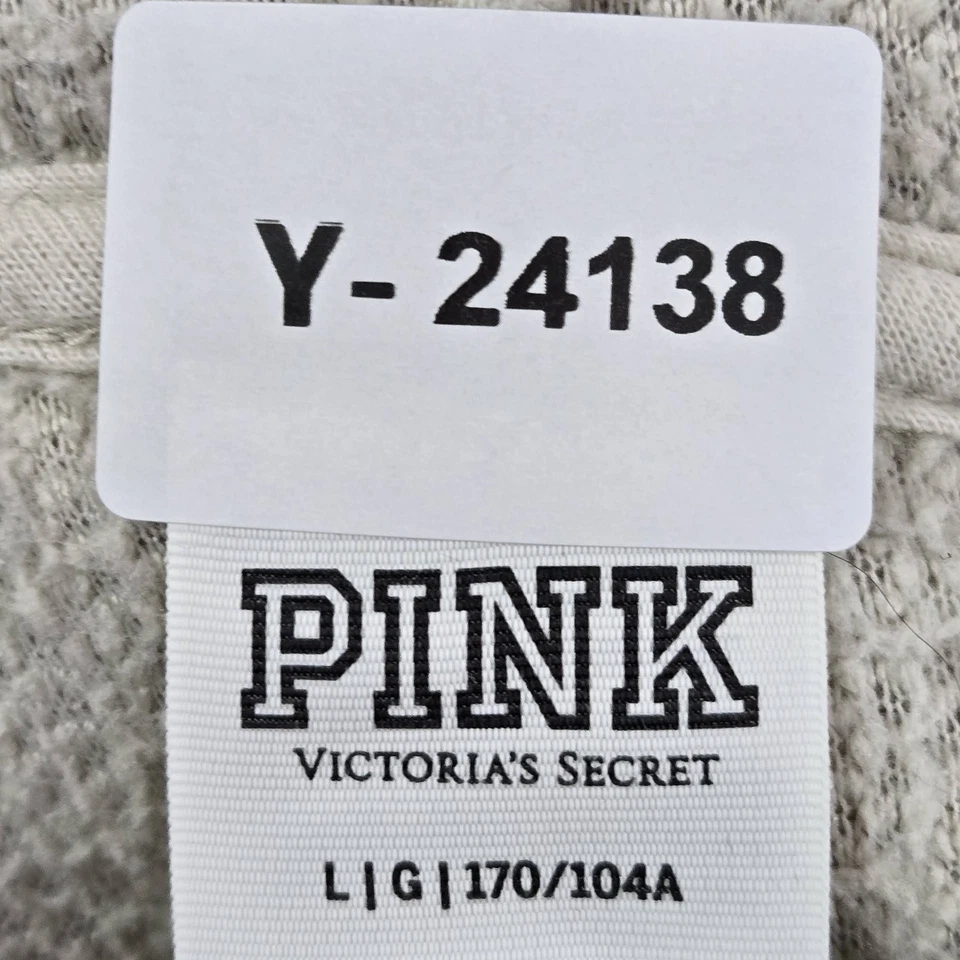 Y- 24138
PINK
VICTORIA'S SECRET
L | G | 170/104A